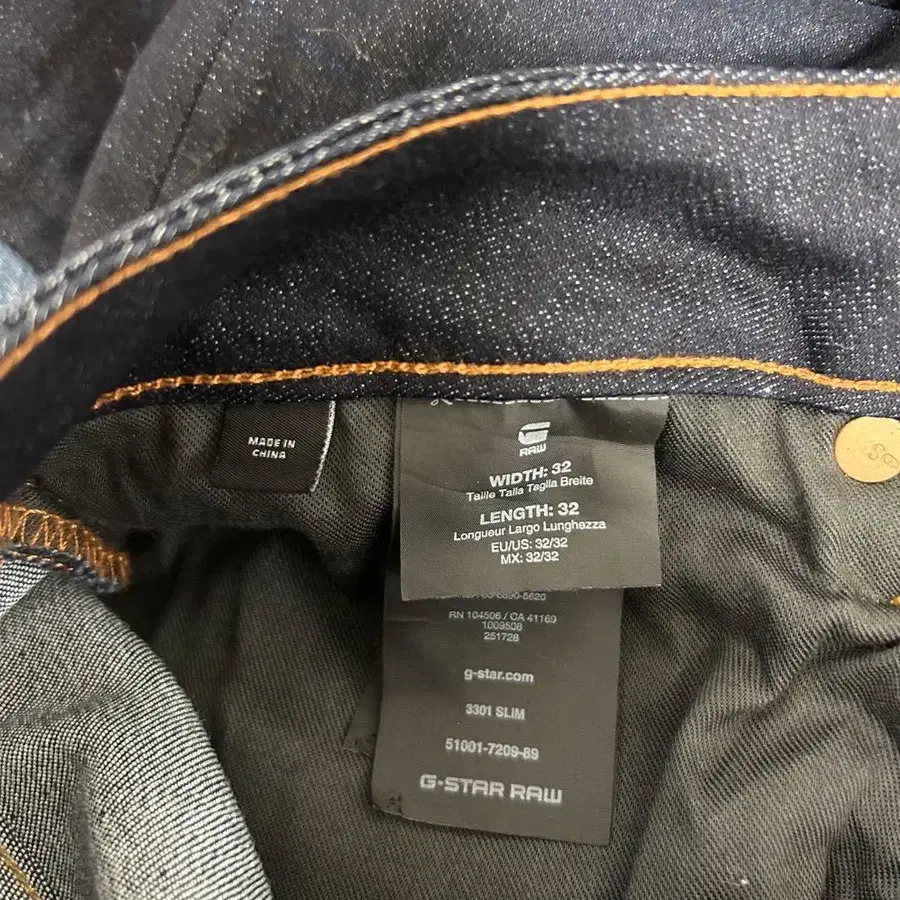 MADE IN
CHINA
RAW
WIDTH: 32
Taille Talla Taglia Breite
LENGTH: 32
Longueur Largo Lunghezza
EU/US: 32/32
MX: 32/32
RN 104506 / CA 41169
1009508
251728
g-star.com
3301 SLIM
51001-7209-89
G-STAR RAW